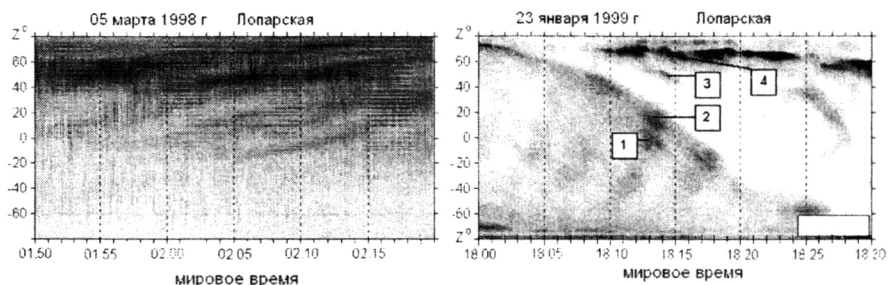 05 марта 1998 г Лопарская
Z°
60
40
20
0
-20
-40
-60
Z°
01.50 01.55 02.00 02.05 02.10 02.15
мировое время
23 января 1999 г Лопарская
Z°
60
40
20
0
-20
-40
-60
Z°
3
4
2
1
18.00 18.05 18.10 18.15 18.20 18.25 18.30
мировое время